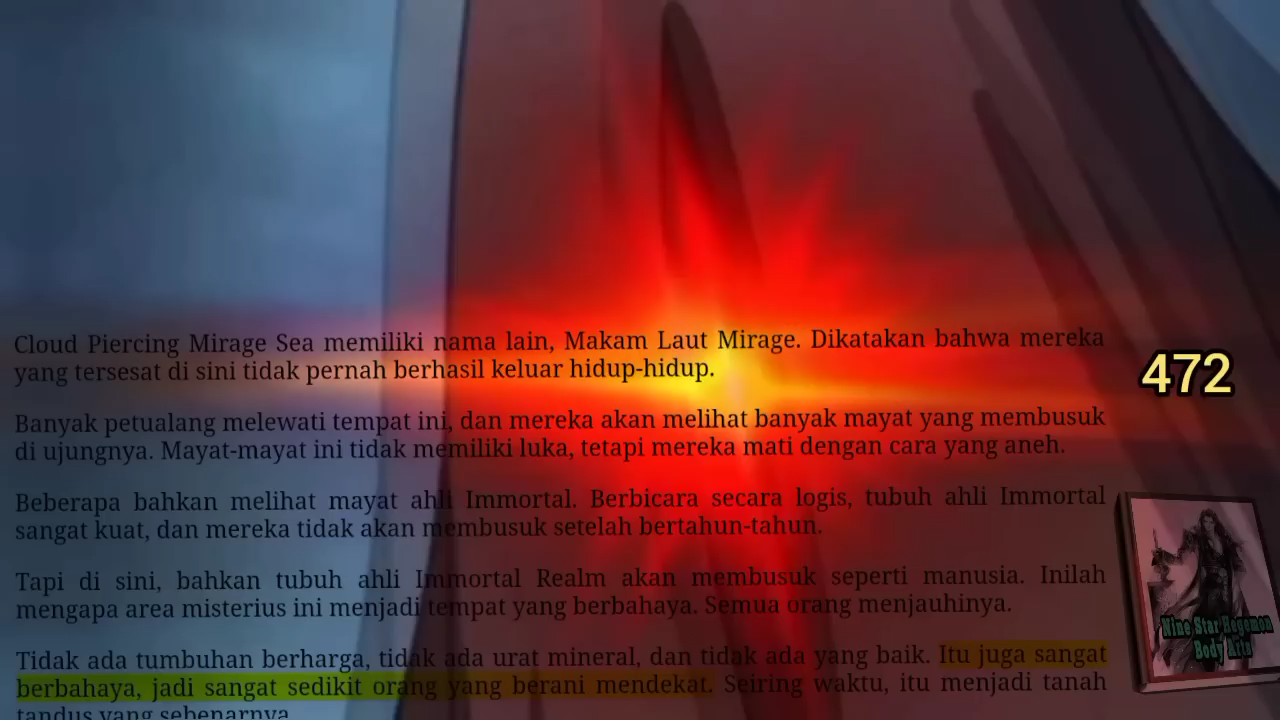 Cloud Piercing Mirage Sea memiliki nama lain, Makam Laut Mirage. Dikatakan bahwa mereka
yang tersesat di sini tidak pernah berhasil keluar hidup-hidup.
472
Banyak petualang melewati tempat ini, dan mereka akan melihat banyak mayat yang membusuk
di ujungnya. Mayat-mayat ini tidak memiliki luka, tetapi mereka mati dengan cara yang aneh.
Beberapa bahkan melihat mayat ahli Immortal. Berbicara secara logis, tubuh ahli Immortal
sangat kuat, dan mereka tidak akan membusuk setelah bertahun-tahun.
Tapi di sini, bahkan tubuh ahli Immortal Realm akan membusuk seperti manusia. Inilah
mengapa area misterius ini menjadi tempat yang berbahaya. Semua orang menjauhinya.
Tidak ada tumbuhan berharga, tidak ada urat mineral, dan tidak ada yang baik. Itu juga sangat
berbahaya, jadi sangat sedikit orang yang berani mendekat. Seiring waktu, itu menjadi tanah
tandus yang sebenarnya.
Nine Star Hegemon
Body Arts